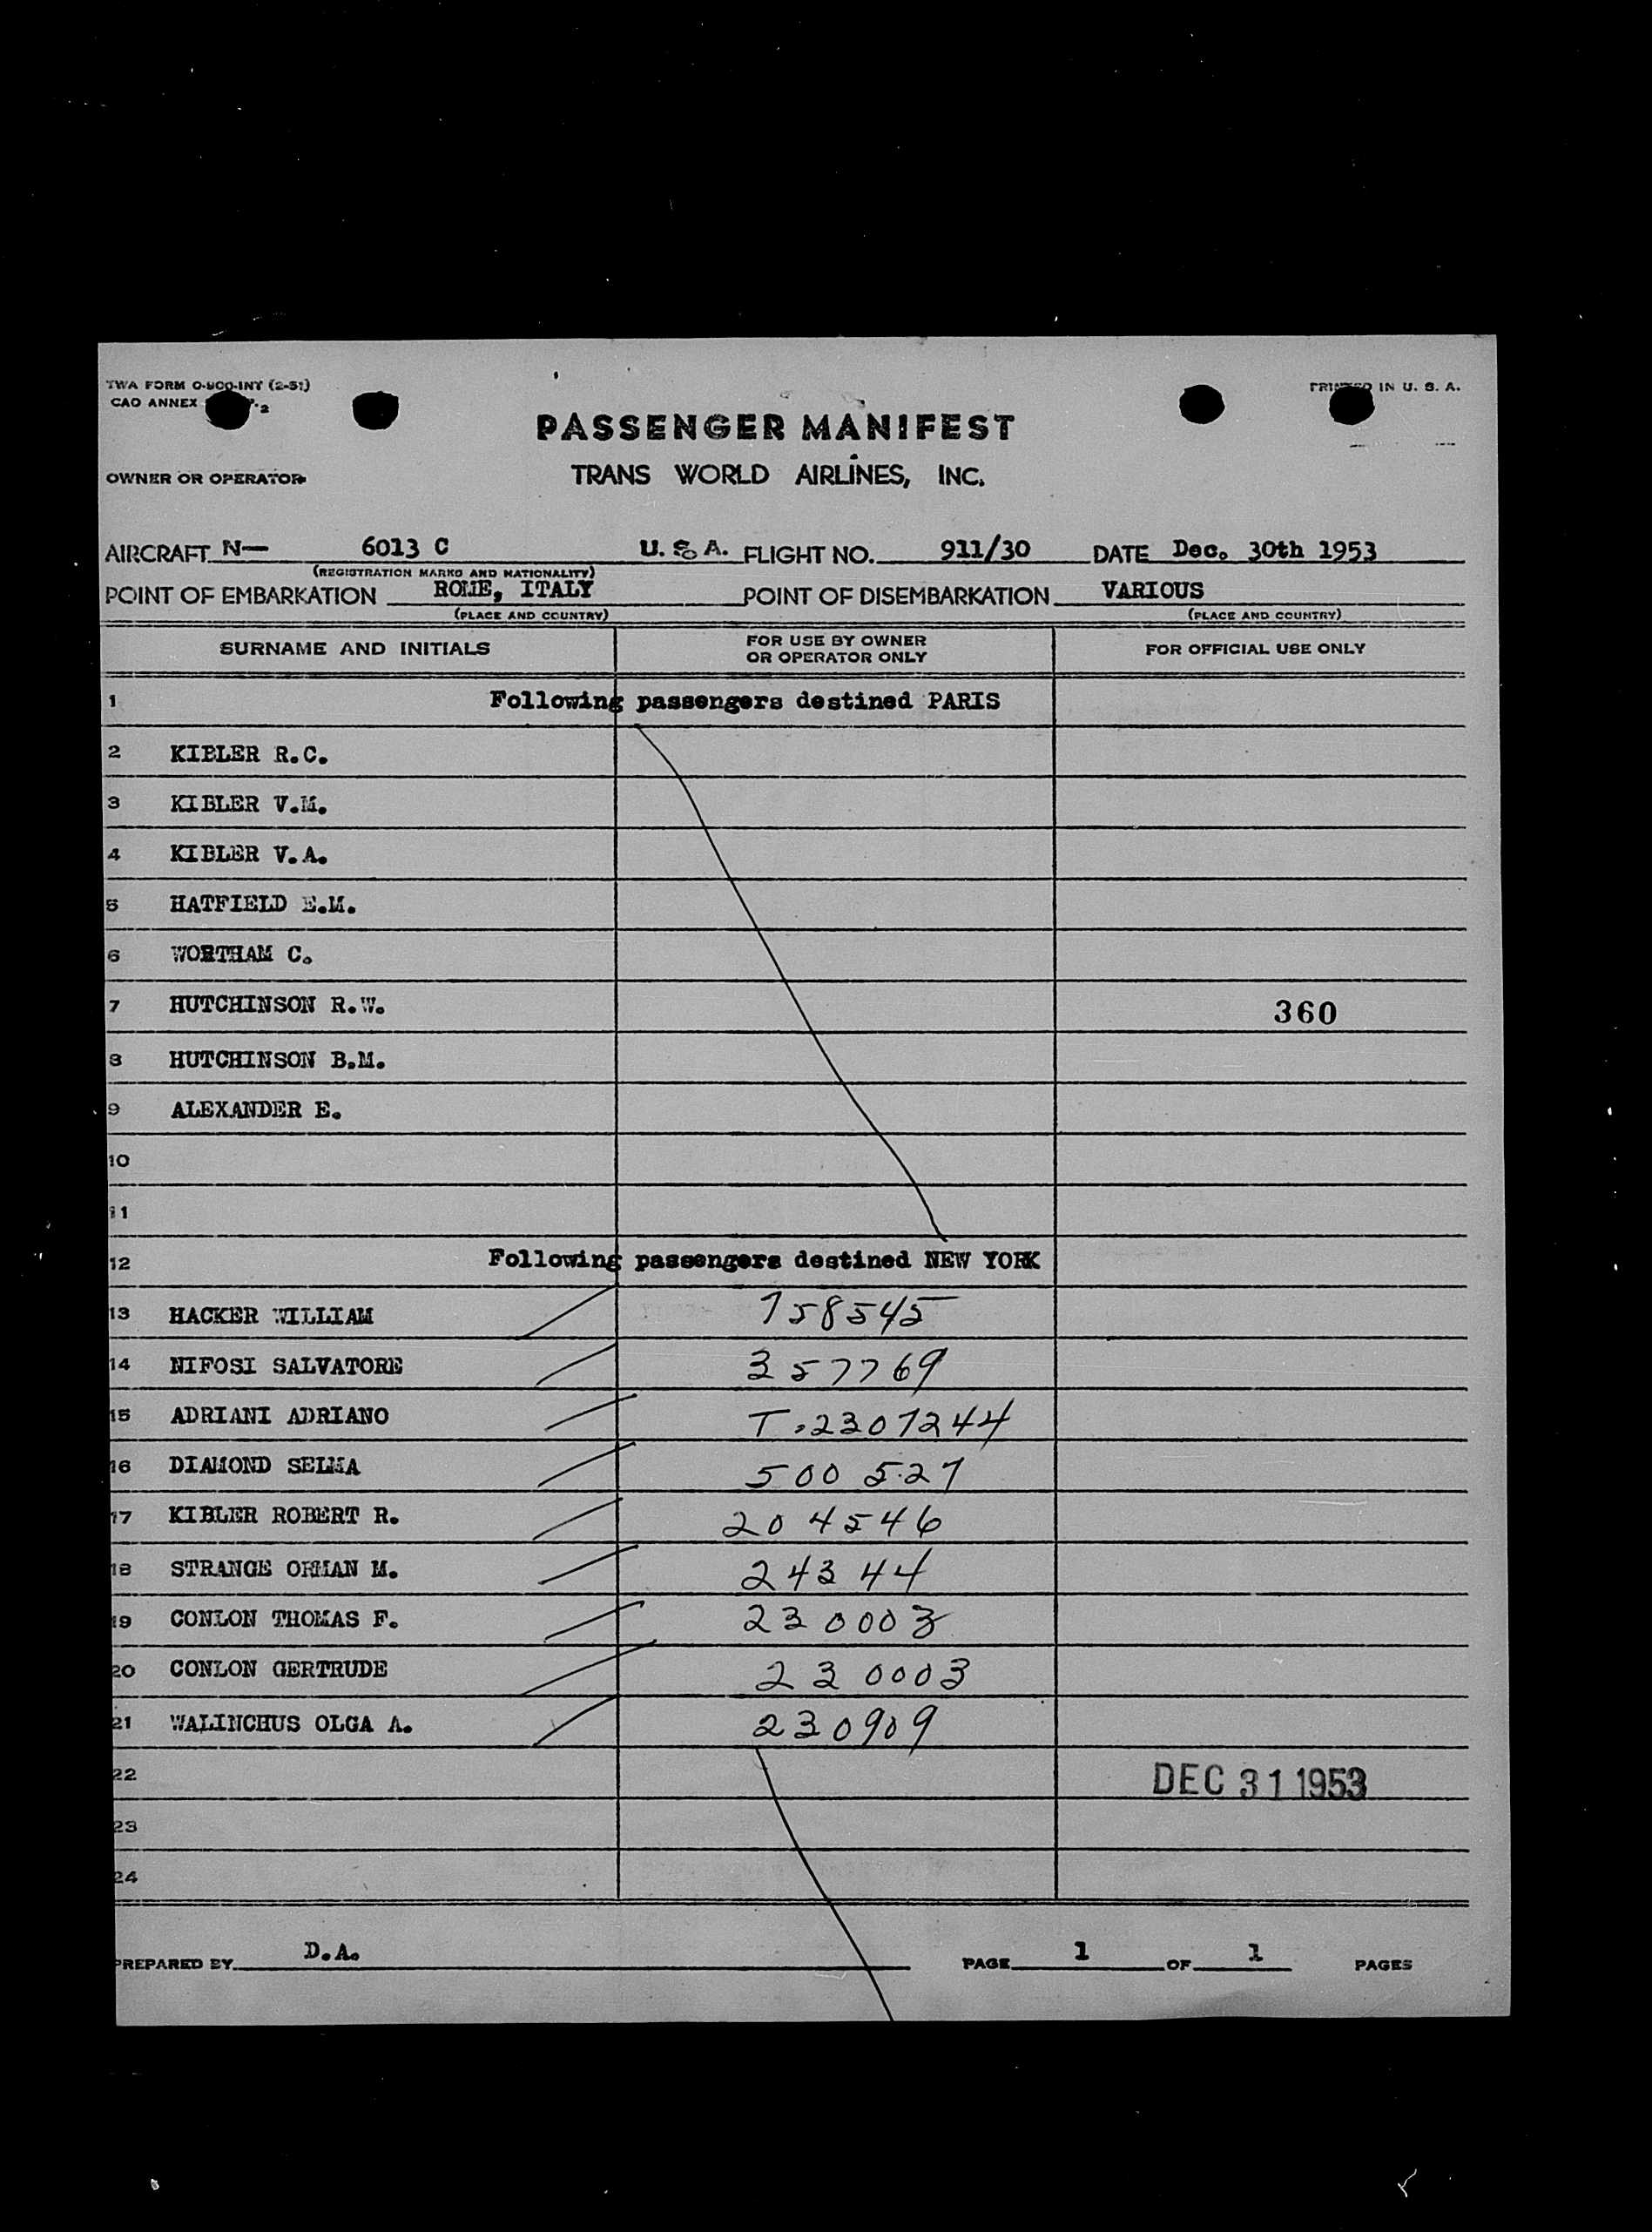 TWA FORM O-900-INT (2-51)
PRINTED IN U. S. A.
CAO ANNEX
PASSENGER MANIFEST
OWNER OR OPERATOR TRANS WORLD AIRLINES, INC.
AIRCRAFT N— 6013 C U.S.A. FLIGHT NO. 911/30 DATE Dec. 30th 1953
(REGISTRATION MARKS AND NATIONALITY)
POINT OF EMBARKATION ROME, ITALY POINT OF DISEMBARKATION VARIOUS
(PLACE AND COUNTRY) (PLACE AND COUNTRY)
SURNAME AND INITIALS FOR USE BY OWNER OR OPERATOR ONLY FOR OFFICIAL USE ONLY
1 Following passengers destined PARIS
2 KIBLER R.C.
3 KIBLER V.M.
4 KIBLER V.A.
5 HATFIELD E.M.
6 WORTHAM C.
7 HUTCHINSON R.W. 360
8 HUTCHINSON B.M.
9 ALEXANDER E.
10
11
12 Following passengers destined NEW YORK
13 HACKER WILLIAM 758545
14 NIFOSI SALVATORE 357769
15 ADRIANI ADRIANO T.2307244
16 DIAMOND SELMA 500 527
17 KIBLER ROBERT R. 204546
18 STRANGE ORMAN M. 24344
19 CONLON THOMAS F. 230003
20 CONLON GERTRUDE 230003
21 WALINCHUS OLGA A. 230909
22 DEC 31 1953
23
24
PREPARED BY D.A. PAGE 1 OF 1 PAGES